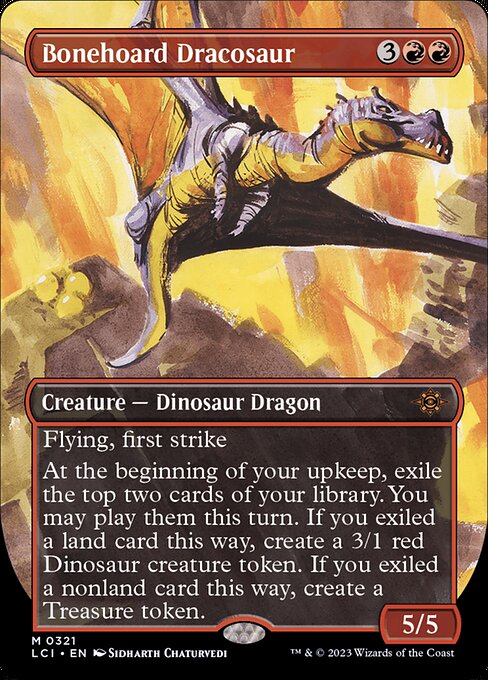 Bonehoard Dracosaur 3
Creature — Dinosaur Dragon
Flying, first strike
At the beginning of your upkeep, exile
the top two cards of your library. You
may play them this turn. If you exiled
a land card this way, create a 3/1 red
Dinosaur creature token. If you exiled
a nonland card this way, create a
Treasure token.
5/5
M 0321
LCI • EN Sidharth Chaturvedi
™ & © 2023 Wizards of the Coast